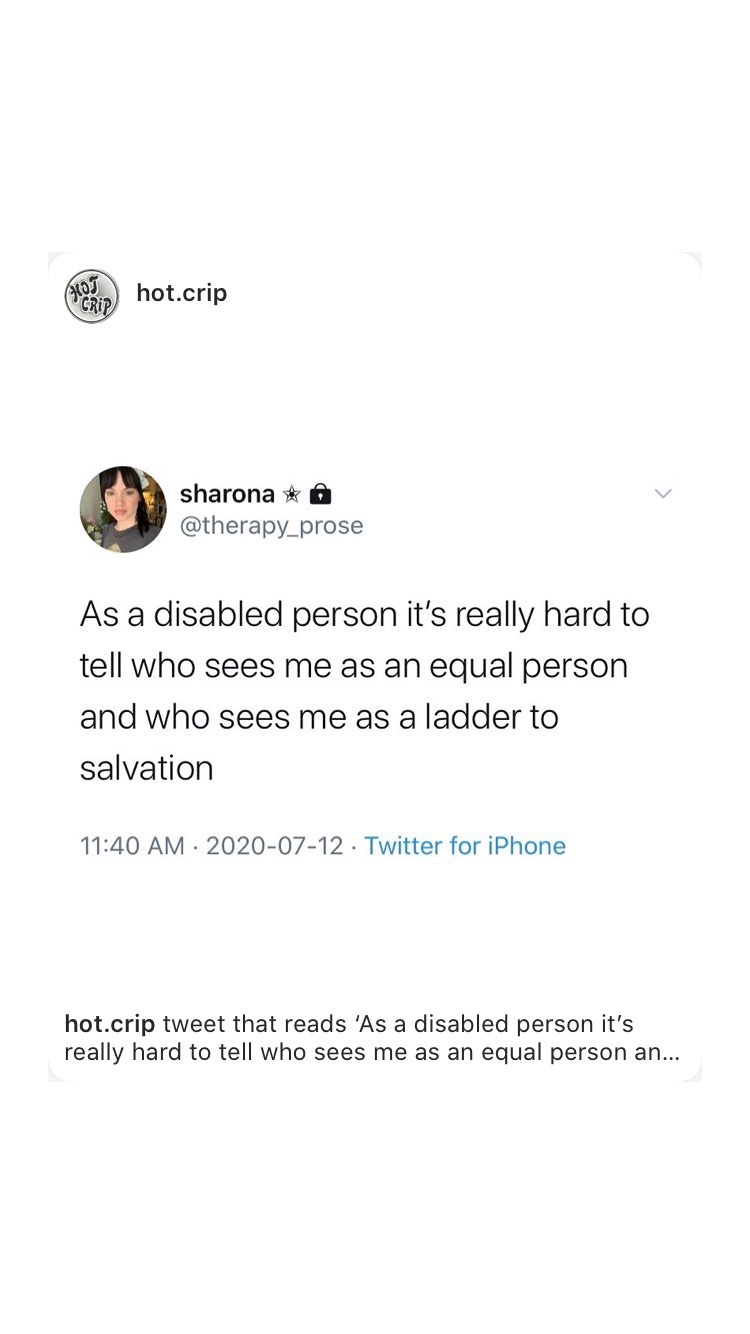 HOT
CRIP
hot.crip
sharona ✯ 🔒
@therapy_prose
As a disabled person it’s really hard to
tell who sees me as an equal person
and who sees me as a ladder to
salvation
11:40 AM · 2020-07-12 · Twitter for iPhone
hot.crip tweet that reads ‘As a disabled person it’s
really hard to tell who sees me as an equal person an...